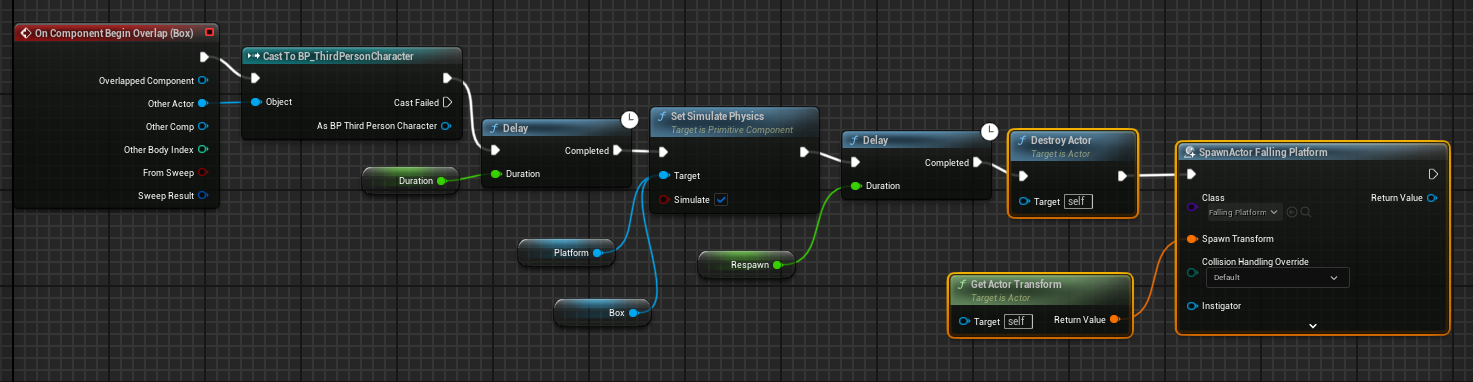 On Component Begin Overlap (Box)
Overlapped Component
Other Actor
Other Comp
Other Body Index
From Sweep
Sweep Result
Cast To BP_ThirdPersonCharacter
Object
Cast Failed
As BP Third Person Character
Duration
Delay
Completed
Duration
Set Simulate Physics
Target is Primitive Component
Target
Simulate
Platform
Box
Delay
Completed
Duration
Respawn
Destroy Actor
Target is Actor
Target self
Get Actor Transform
Target is Actor
Target self Return Value
SpawnActor Falling Platform
Class
Falling Platform
Return Value
Spawn Transform
Collision Handling Override
Default
Instigator